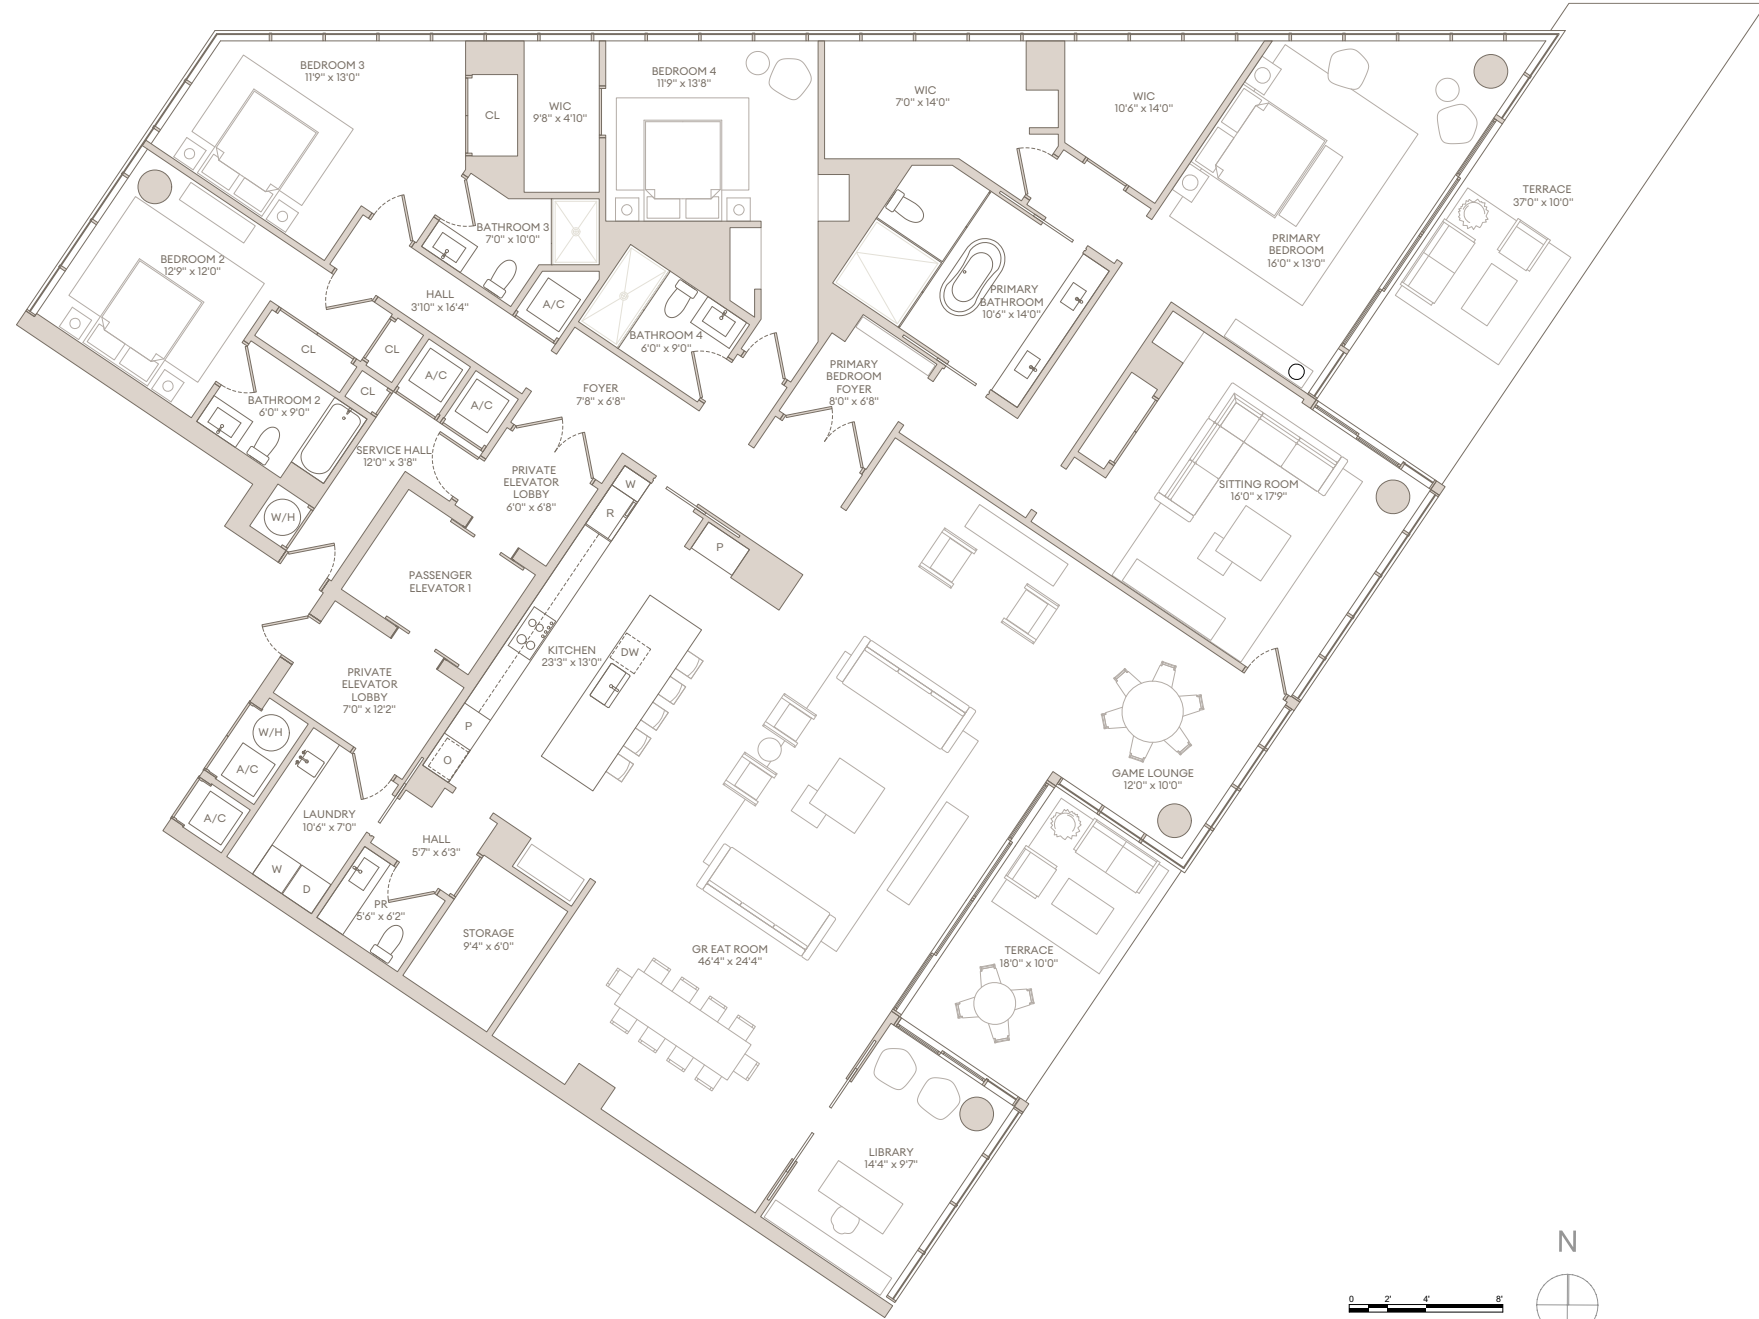 BEDROOM 3
11'9" x 13'0"
CL
WIC
9'8" x 4'10"
BEDROOM 4
11'9" x 13'8"
WIC
7'0" x 14'0"
WIC
10'6" x 14'0"
TERRACE
37'0" x 10'0"
PRIMARY
BEDROOM
16'0" x 13'0"
BATHROOM 3
7'0" x 10'0"
BEDROOM 2
12'9" x 12'0"
HALL
3'10" x 16'4"
A/C
PRIMARY
BATHROOM
10'6" x 14'0"
BATHROOM 4
6'0" x 9'0"
CL
CL
CL
A/C
A/C
FOYER
7'8" x 6'8"
PRIMARY
BEDROOM
FOYER
8'0" x 6'8"
BATHROOM 2
6'0" x 9'0"
SERVICE HALL
12'0" x 3'8"
PRIVATE
ELEVATOR
LOBBY
6'0" x 6'8"
W
R
P
SITTING ROOM
16'0" x 17'9"
W/H
PASSENGER
ELEVATOR 1
KITCHEN
23'3" x 13'0"
DW
PRIVATE
ELEVATOR
LOBBY
7'0" x 12'2"
P
O
W/H
A/C
A/C
GAME LOUNGE
12'0" x 10'0"
LAUNDRY
10'6" x 7'0"
HALL
5'7" x 6'3"
W
D
PR
5'6" x 6'2"
STORAGE
9'4" x 6'0"
GR EAT ROOM
46'4" x 24'4"
TERRACE
18'0" x 10'0"
LIBRARY
14'4" x 9'7"
N
0 2' 4' 8'